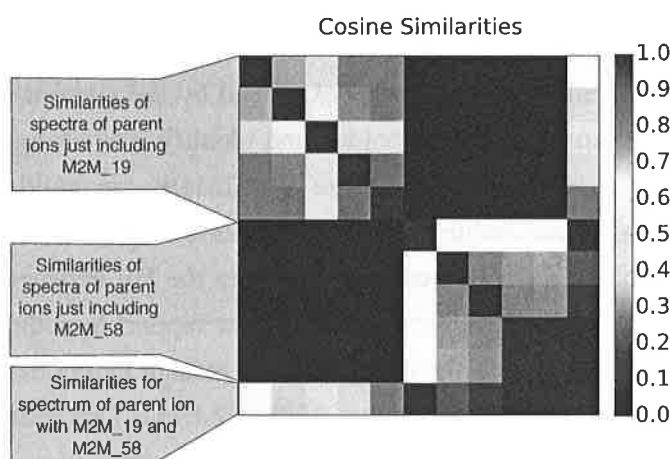 Cosine Similarities
Similarities of
spectra of parent
ions just including
M2M_19
Similarities of
spectra of parent
ions just including
M2M_58
Similarities for
spectrum of parent ion
with M2M_19 and
M2M_58
1.0
0.9
0.8
0.7
0.6
0.5
0.4
0.3
0.2
0.1
0.0